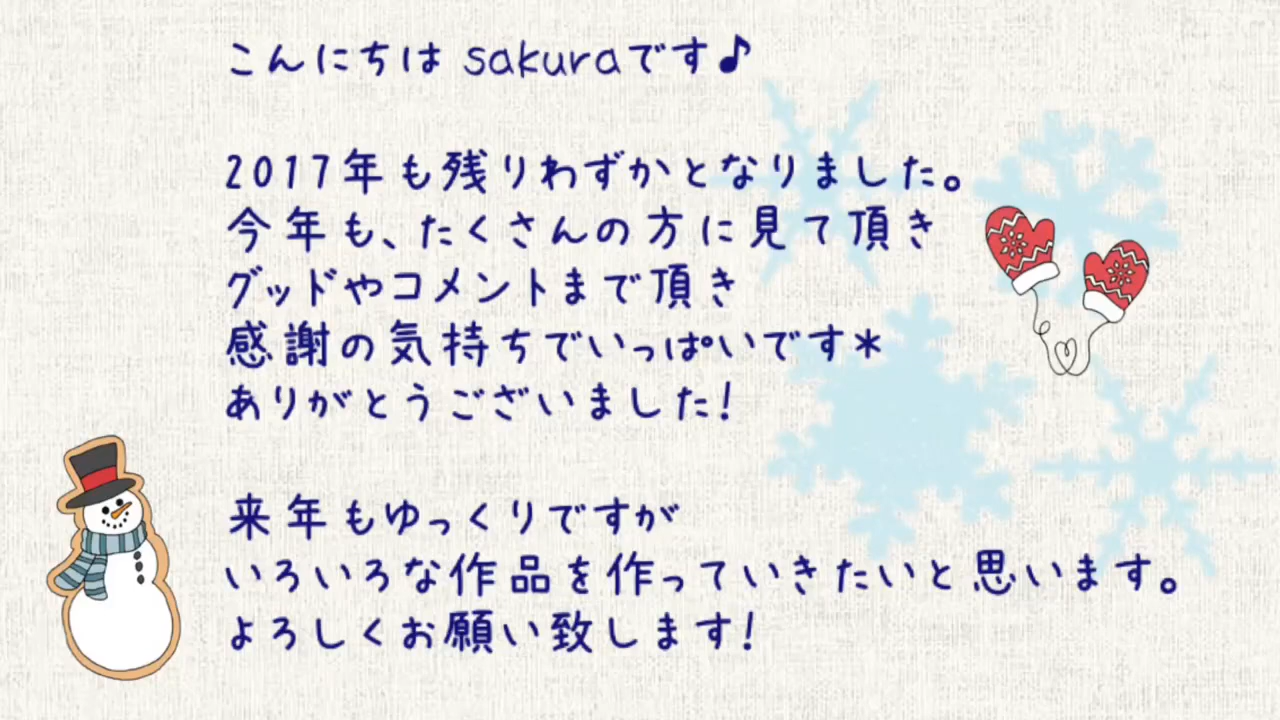 こんにちは sakuraです♪
2017年も残りわずかとなりました。
今年も、たくさんの方に見て頂き
グッドやコメントまで頂き
感謝の気持ちでいっぱいです*
ありがとうございました!
来年もゆっくりですが
いろいろな作品を作っていきたいと思います。
よろしくお願い致します!